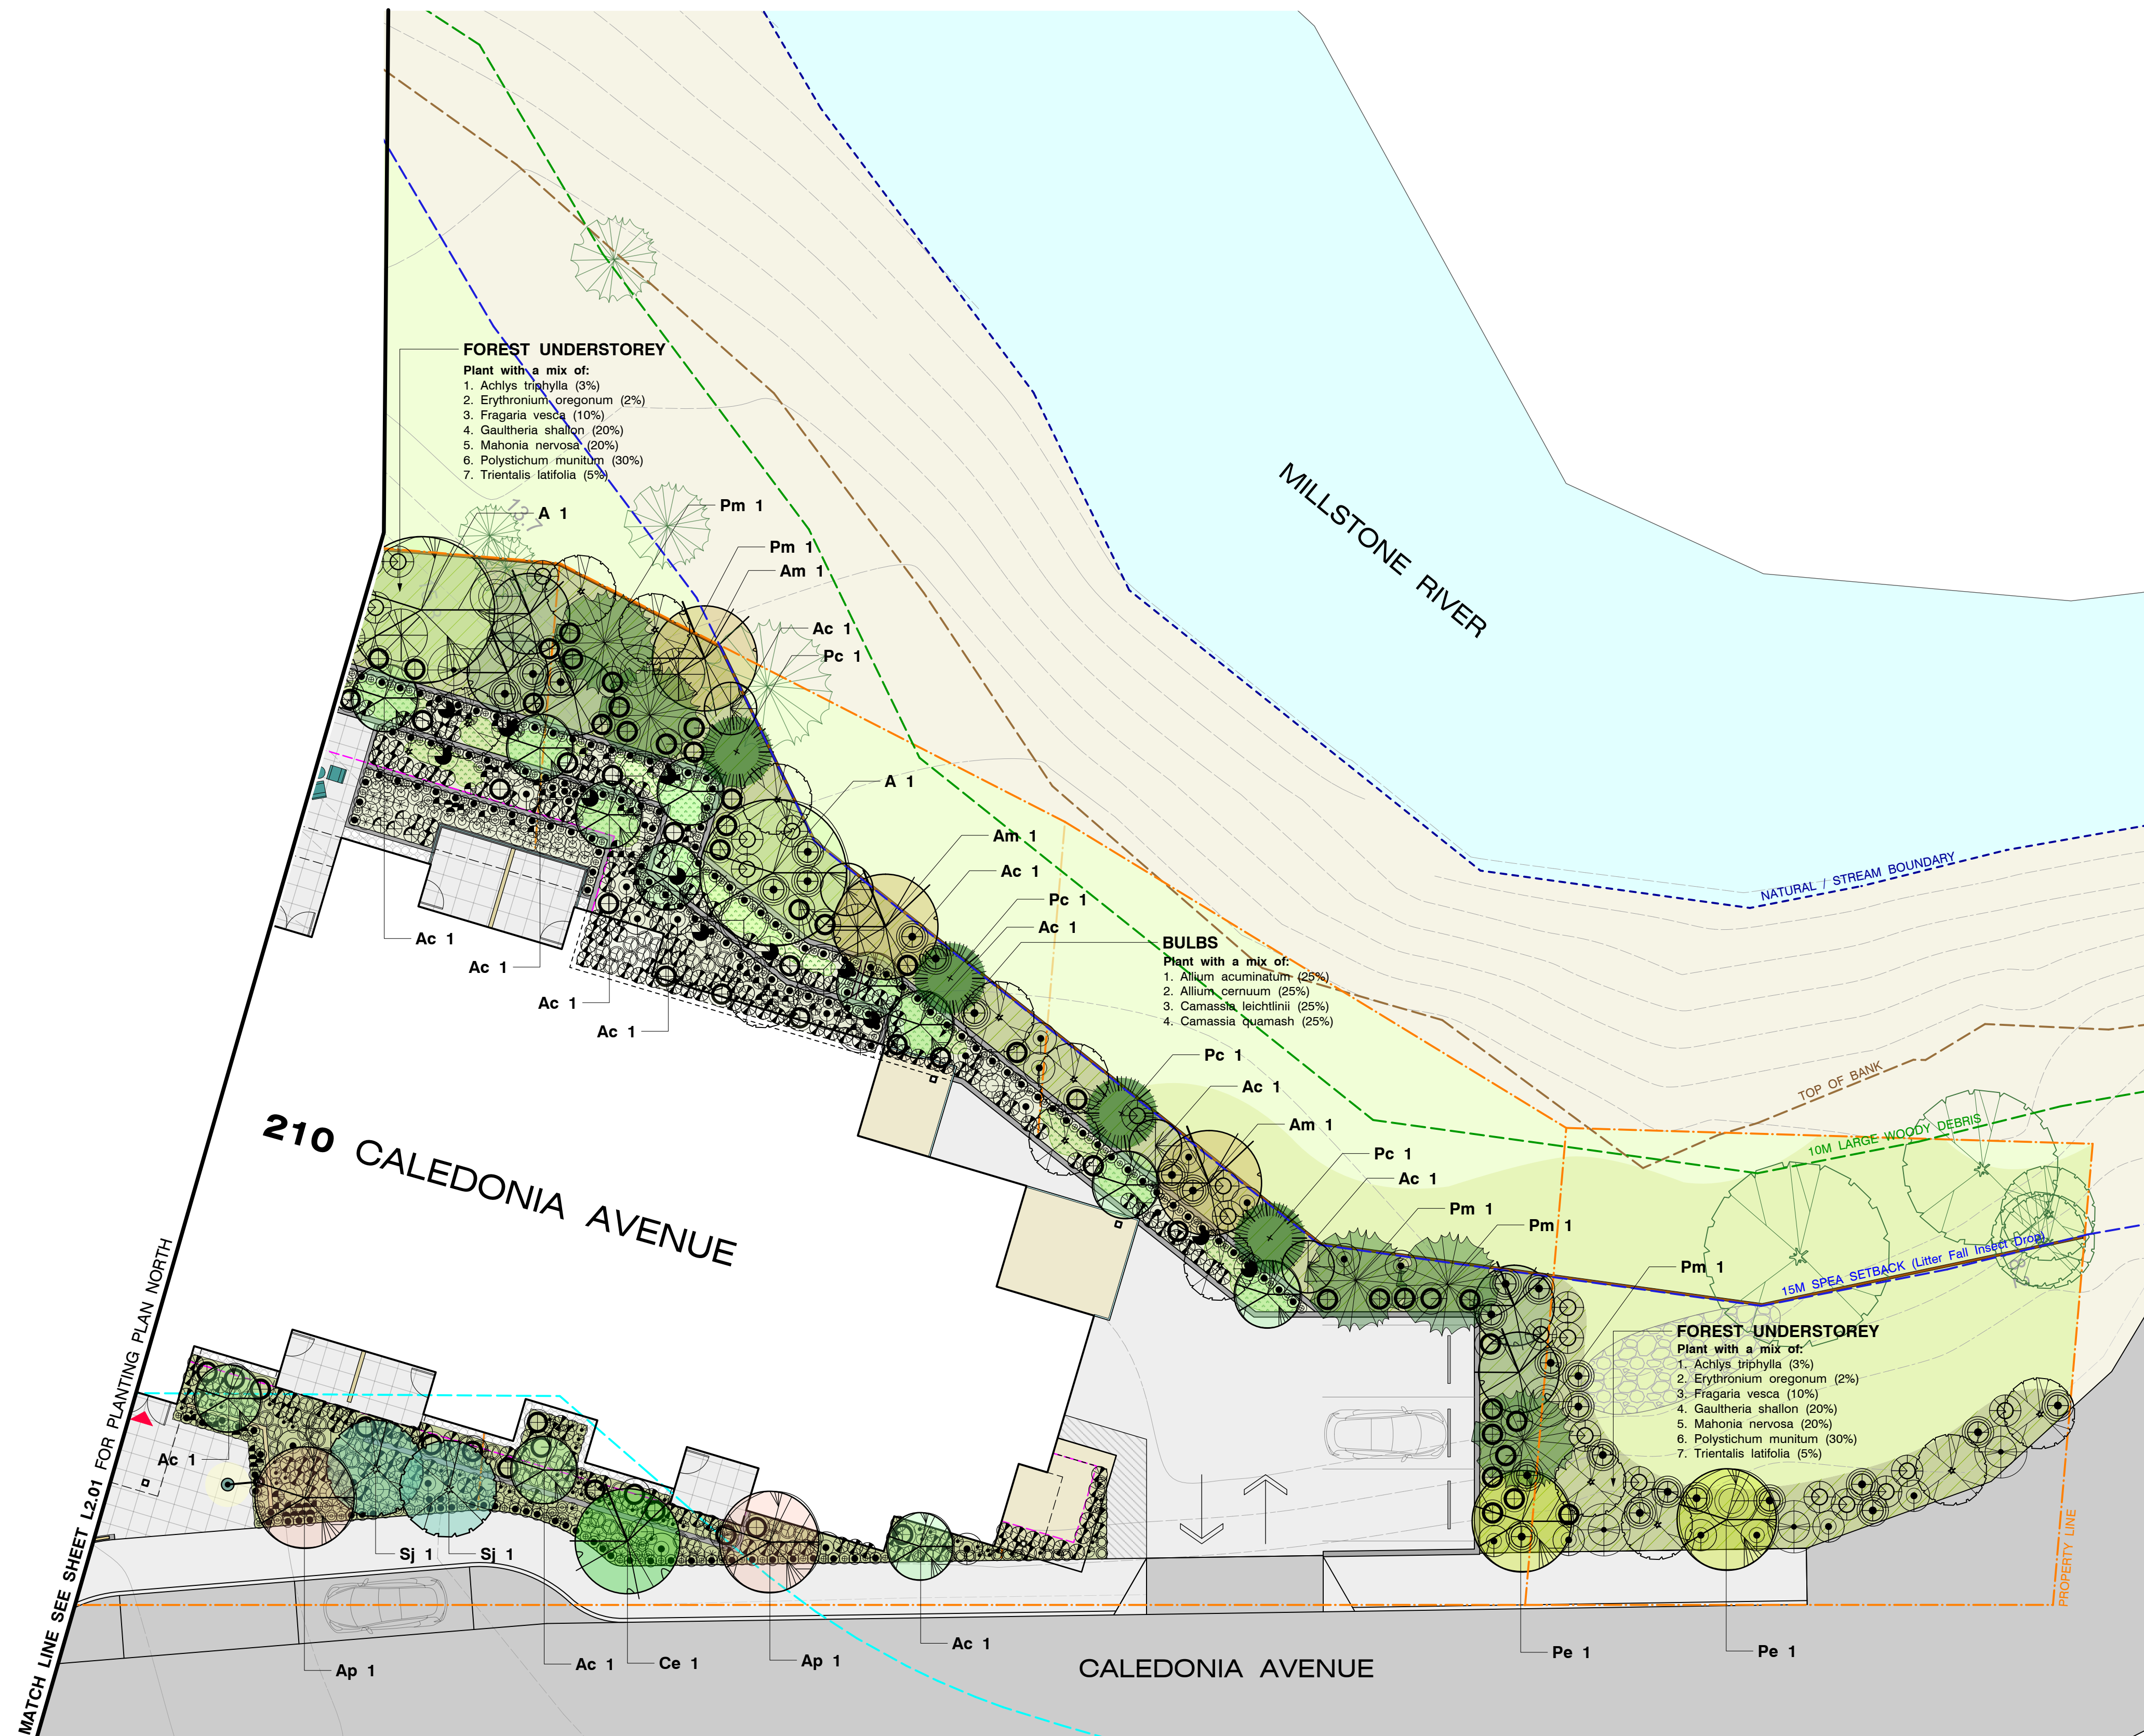 FOREST UNDERSTOREY
Plant with a mix of:
1. Achlys triphylla (3%)
2. Erythronium oregonum (2%)
3. Fragaria vesca (10%)
4. Gaultheria shallon (20%)
5. Mahonia nervosa (20%)
6. Polystichum munitum (30%)
7. Trientalis latifolia (5%)
13.7
A 1
Pm 1
Pm 1
Am 1
Ac 1
Pc 1
MILLSTONE RIVER
A 1
Am 1
Ac 1
Pc 1
Ac 1
NATURAL / STREAM BOUNDARY
Ac 1
Ac 1
Ac 1
Ac 1
BULBS
Plant with a mix of:
1. Allium acuminatum (25%)
2. Allium cernuum (25%)
3. Camassia leichtlinii (25%)
4. Camassia quamash (25%)
Pc 1
Ac 1
Am 1
Pc 1
Ac 1
Pm 1
Pm 1
Pm 1
TOP OF BANK
10M LARGE WOODY DEBRIS
15M SPEA SETBACK (Litter Fall Insect Drop)
210 CALEDONIA AVENUE
FOREST UNDERSTOREY
Plant with a mix of:
1. Achlys triphylla (3%)
2. Erythronium oregonum (2%)
3. Fragaria vesca (10%)
4. Gaultheria shallon (20%)
5. Mahonia nervosa (20%)
6. Polystichum munitum (30%)
7. Trientalis latifolia (5%)
MATCH LINE SEE SHEET L2.01 FOR PLANTING PLAN NORTH
Ac 1
Sj 1
Sj 1
Ap 1
Ac 1
Ce 1
Ap 1
Ac 1
Pe 1
Pe 1
PROPERTY LINE
CALEDONIA AVENUE